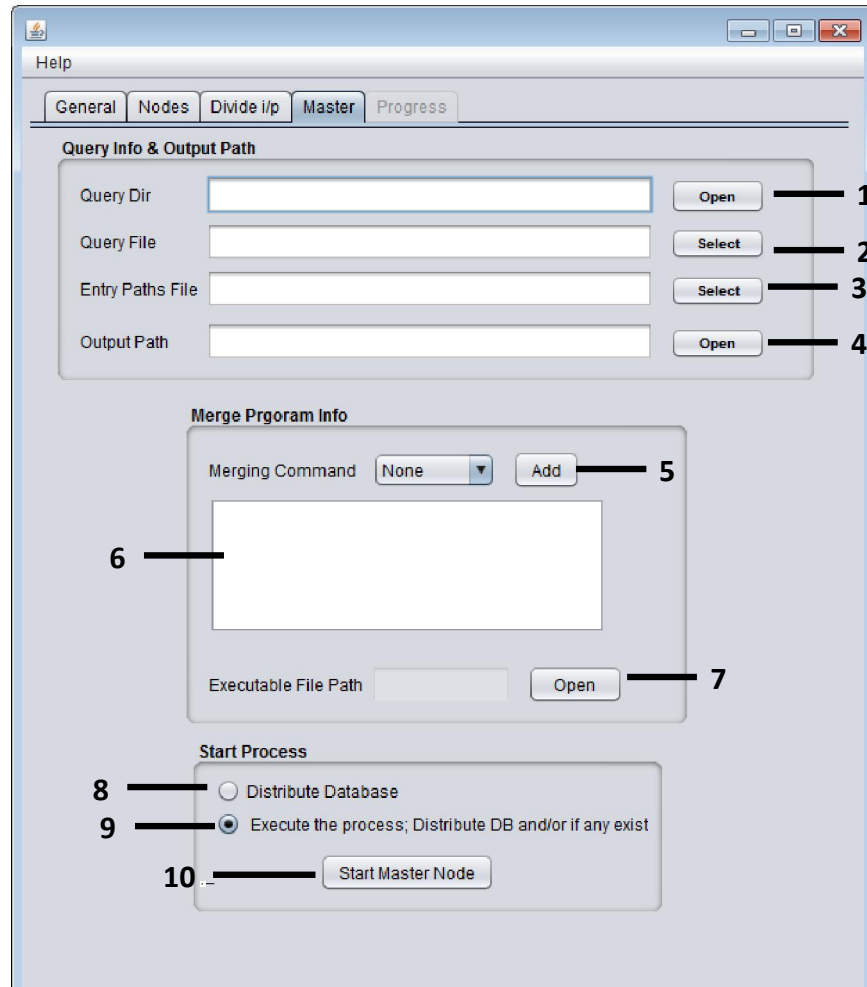 Help
General Nodes Divide i/p Master Progress
Query Info & Output Path
Query Dir Open 1
Query File Select 2
Entry Paths File Select 3
Output Path Open 4
Merge Prgoram Info
Merging Command None Add 5
6
Executable File Path Open 7
Start Process
8 Distribute Database
9 Execute the process; Distribute DB and/or if any exist
10 Start Master Node